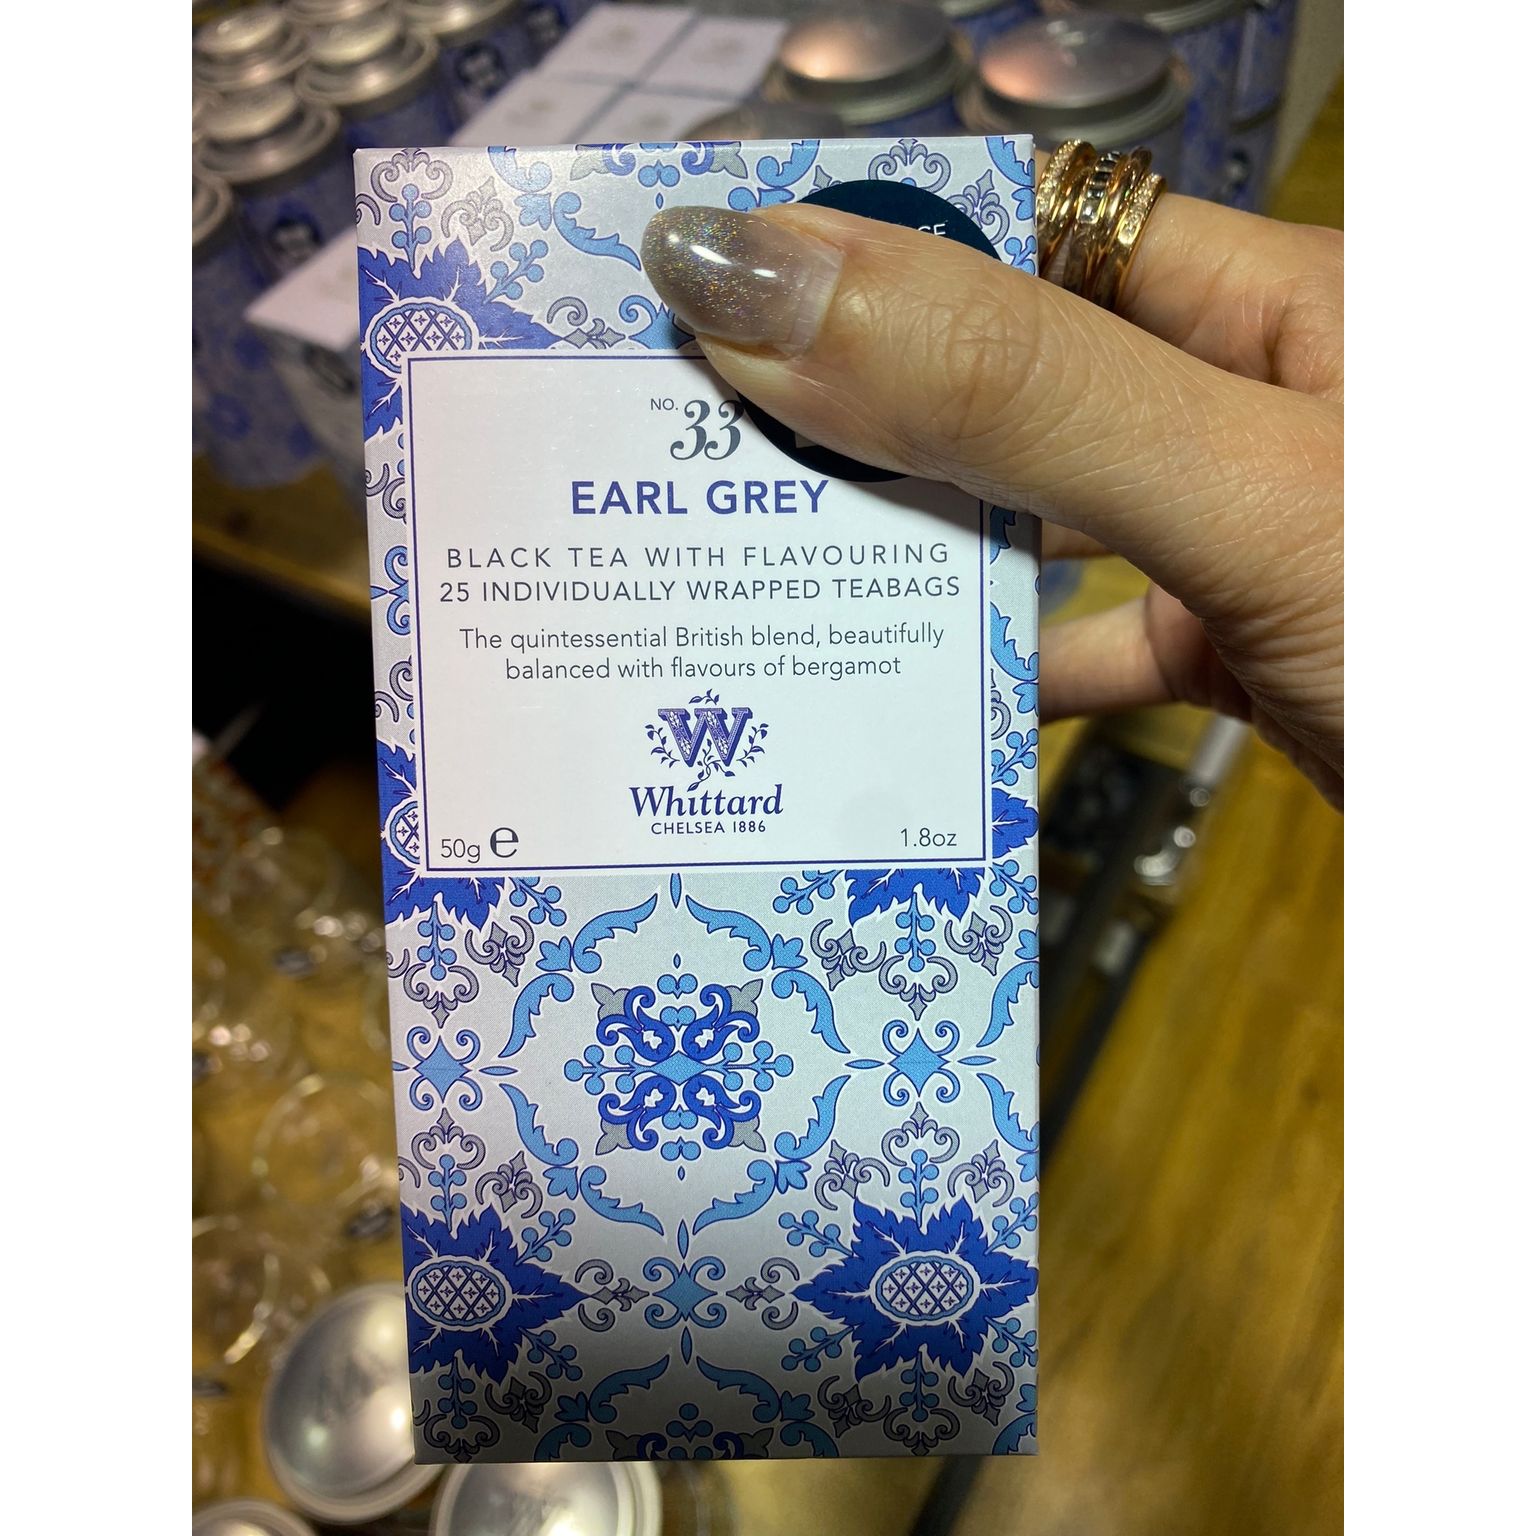 NO. 33
EARL GREY
BLACK TEA WITH FLAVOURING
25 INDIVIDUALLY WRAPPED TEABAGS
The quintessential British blend, beautifully
balanced with flavours of bergamot
W
Whittard
CHELSEA 1886
50g ℮
1.8oz